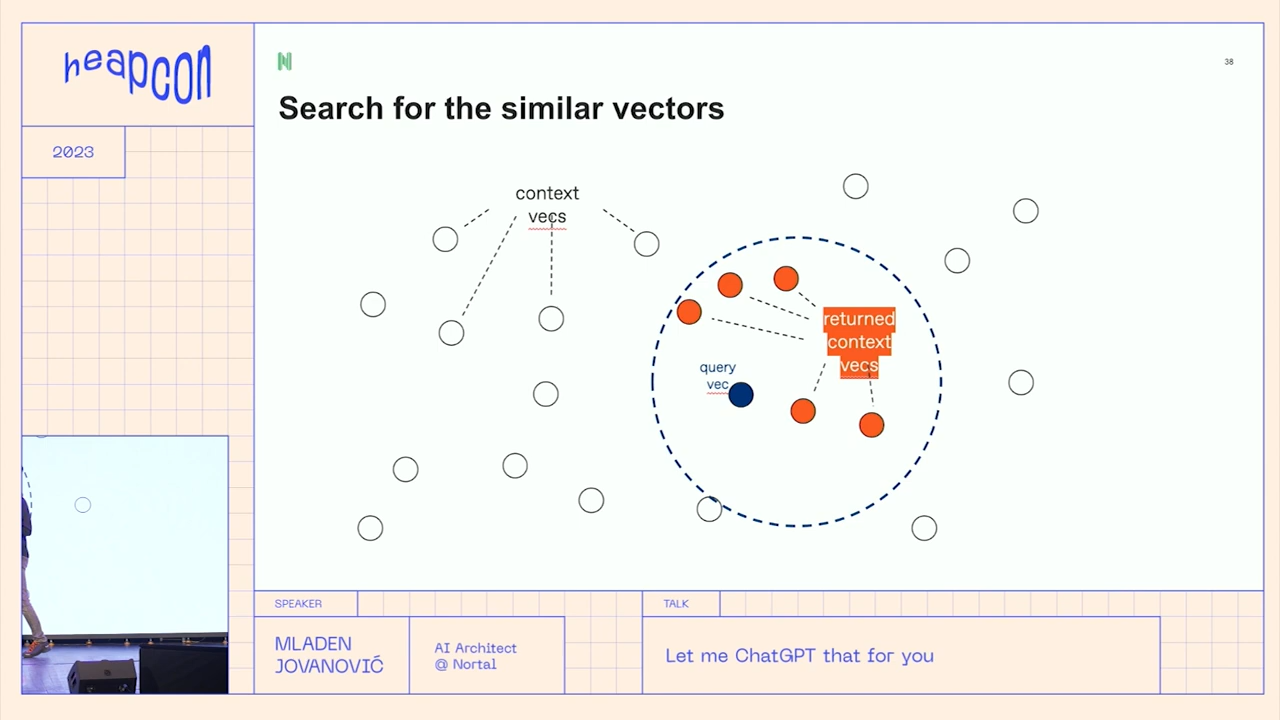 heapcon
2023
38
Search for the similar vectors
context
vecs
returned
context
vecs
query
vec
SPEAKER
MLADEN
JOVANOVIĆ
AI Architect
@ Nortal
TALK
Let me ChatGPT that for you